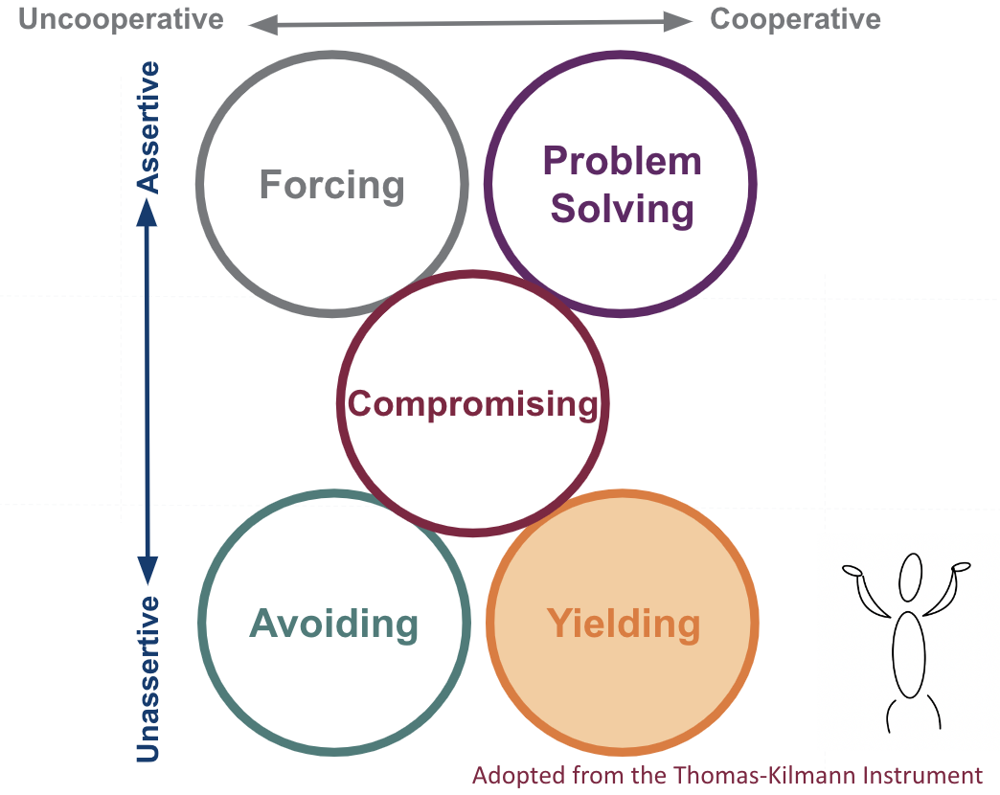 Uncooperative
Cooperative
Assertive
Forcing
Problem
Solving
Compromising
Unassertive
Avoiding
Yielding
Adopted from the Thomas-Kilmann Instrument